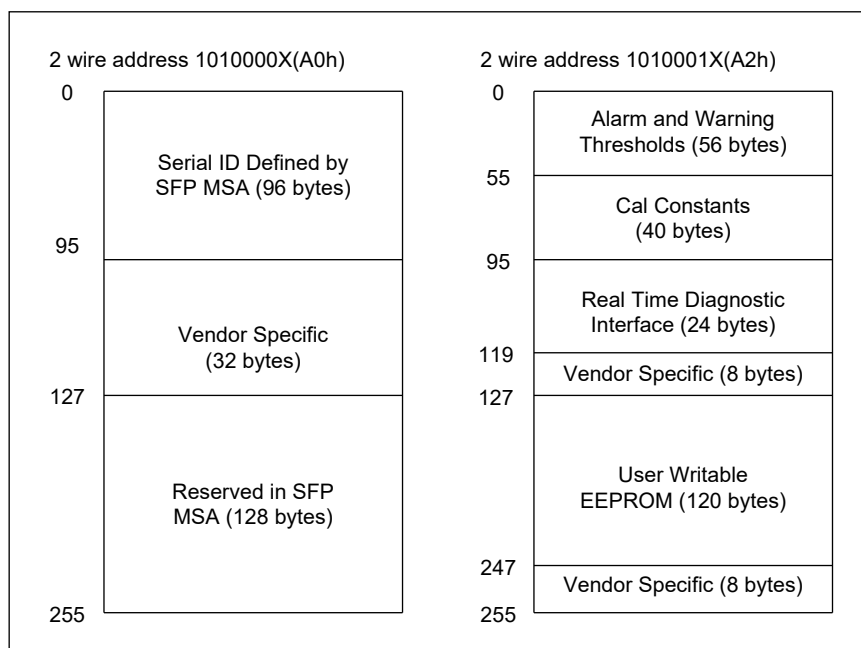 2 wire address 1010000X(A0h)
0
Serial ID Defined by
SFP MSA (96 bytes)
95
Vendor Specific
(32 bytes)
127
Reserved in SFP
MSA (128 bytes)
255
2 wire address 1010001X(A2h)
0
Alarm and Warning
Thresholds (56 bytes)
55
Cal Constants
(40 bytes)
95
Real Time Diagnostic
Interface (24 bytes)
119
Vendor Specific (8 bytes)
127
User Writable
EEPROM (120 bytes)
247
Vendor Specific (8 bytes)
255